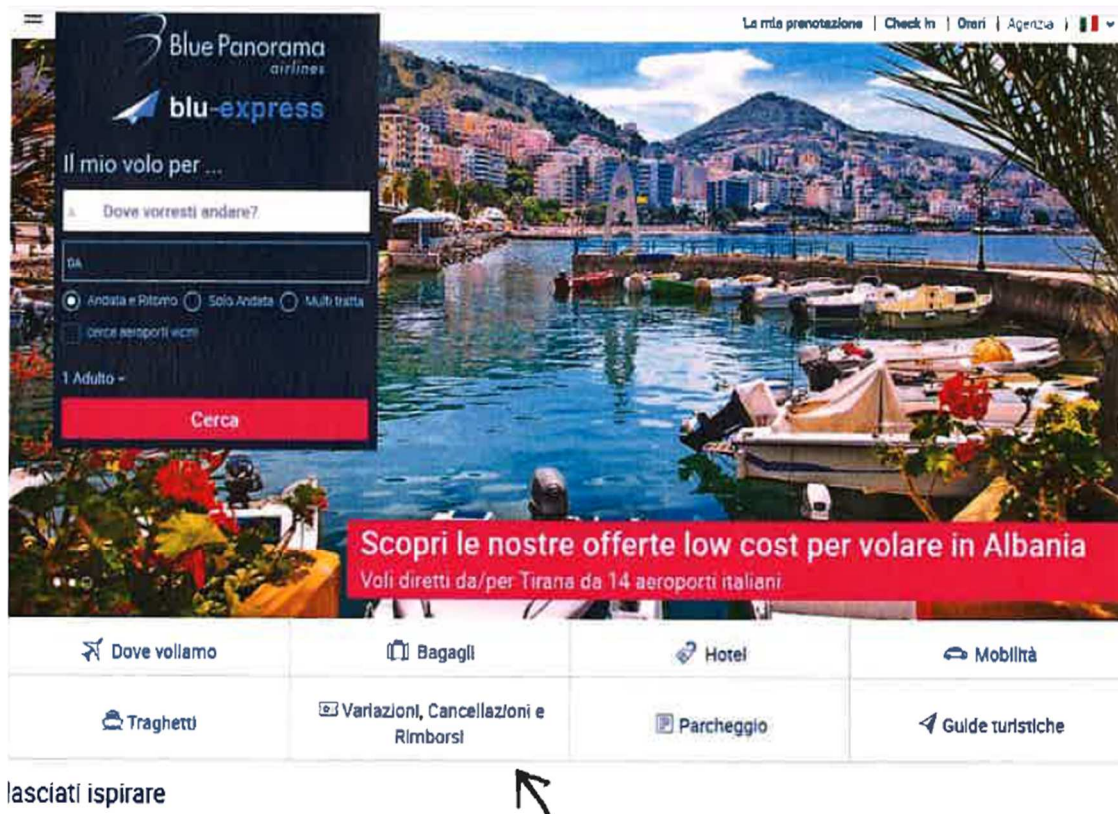 La mia prenotazione | Check in | Orari | Agenzia |
Blue Panorama
airlines
blu-express
Il mio volo per ...
Dove vorresti andare?
DA
Andata e Ritorno Solo Andata Multi tratta
cerca aeroporti vicini
1 Adulto
Cerca
Scopri le nostre offerte low cost per volare in Albania
Voli diretti da/per Tirana da 14 aeroporti italiani
Dove voliamo
Bagagli
Hotel
Mobilità
Traghetti
Variazioni, Cancellazioni e
Rimborsi
Parcheggio
Guide turistiche
lasciati ispirare